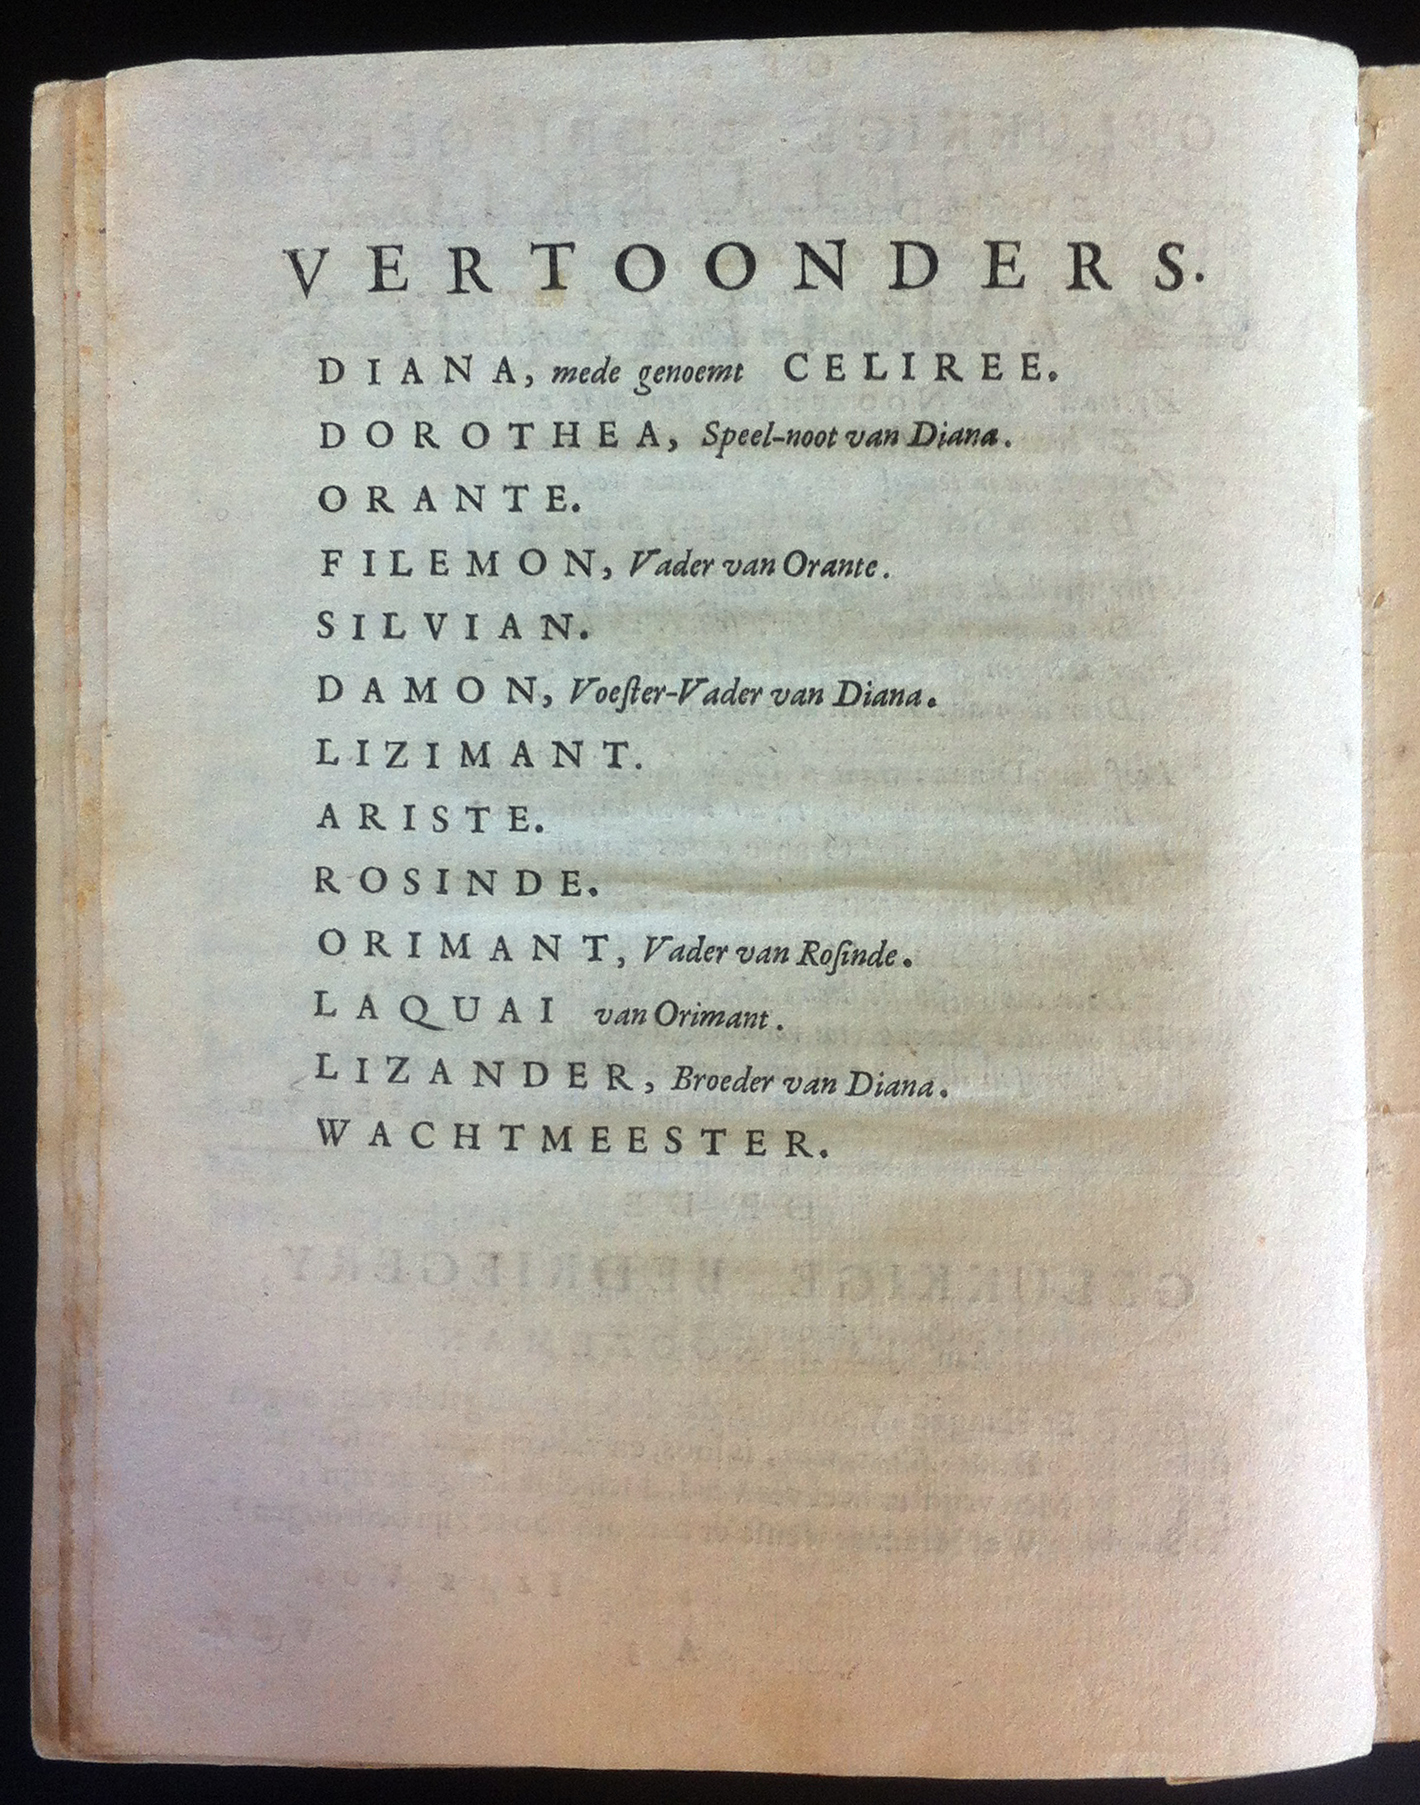 VERTOONDERS.
DIANA, mede genoemt CELIREE.
DOROTHEA, Speel-noot van Diana.
ORANTE.
FILEMON, Vader van Orante.
SILVIAN.
DAMON, Voeſter-Vader van Diana.
LIZIMANT.
ARISTE.
ROSINDE.
ORIMANT, Vader van Roſinde.
LAQUAI van Orimant.
LIZANDER, Broeder van Diana.
WACHTMEESTER.